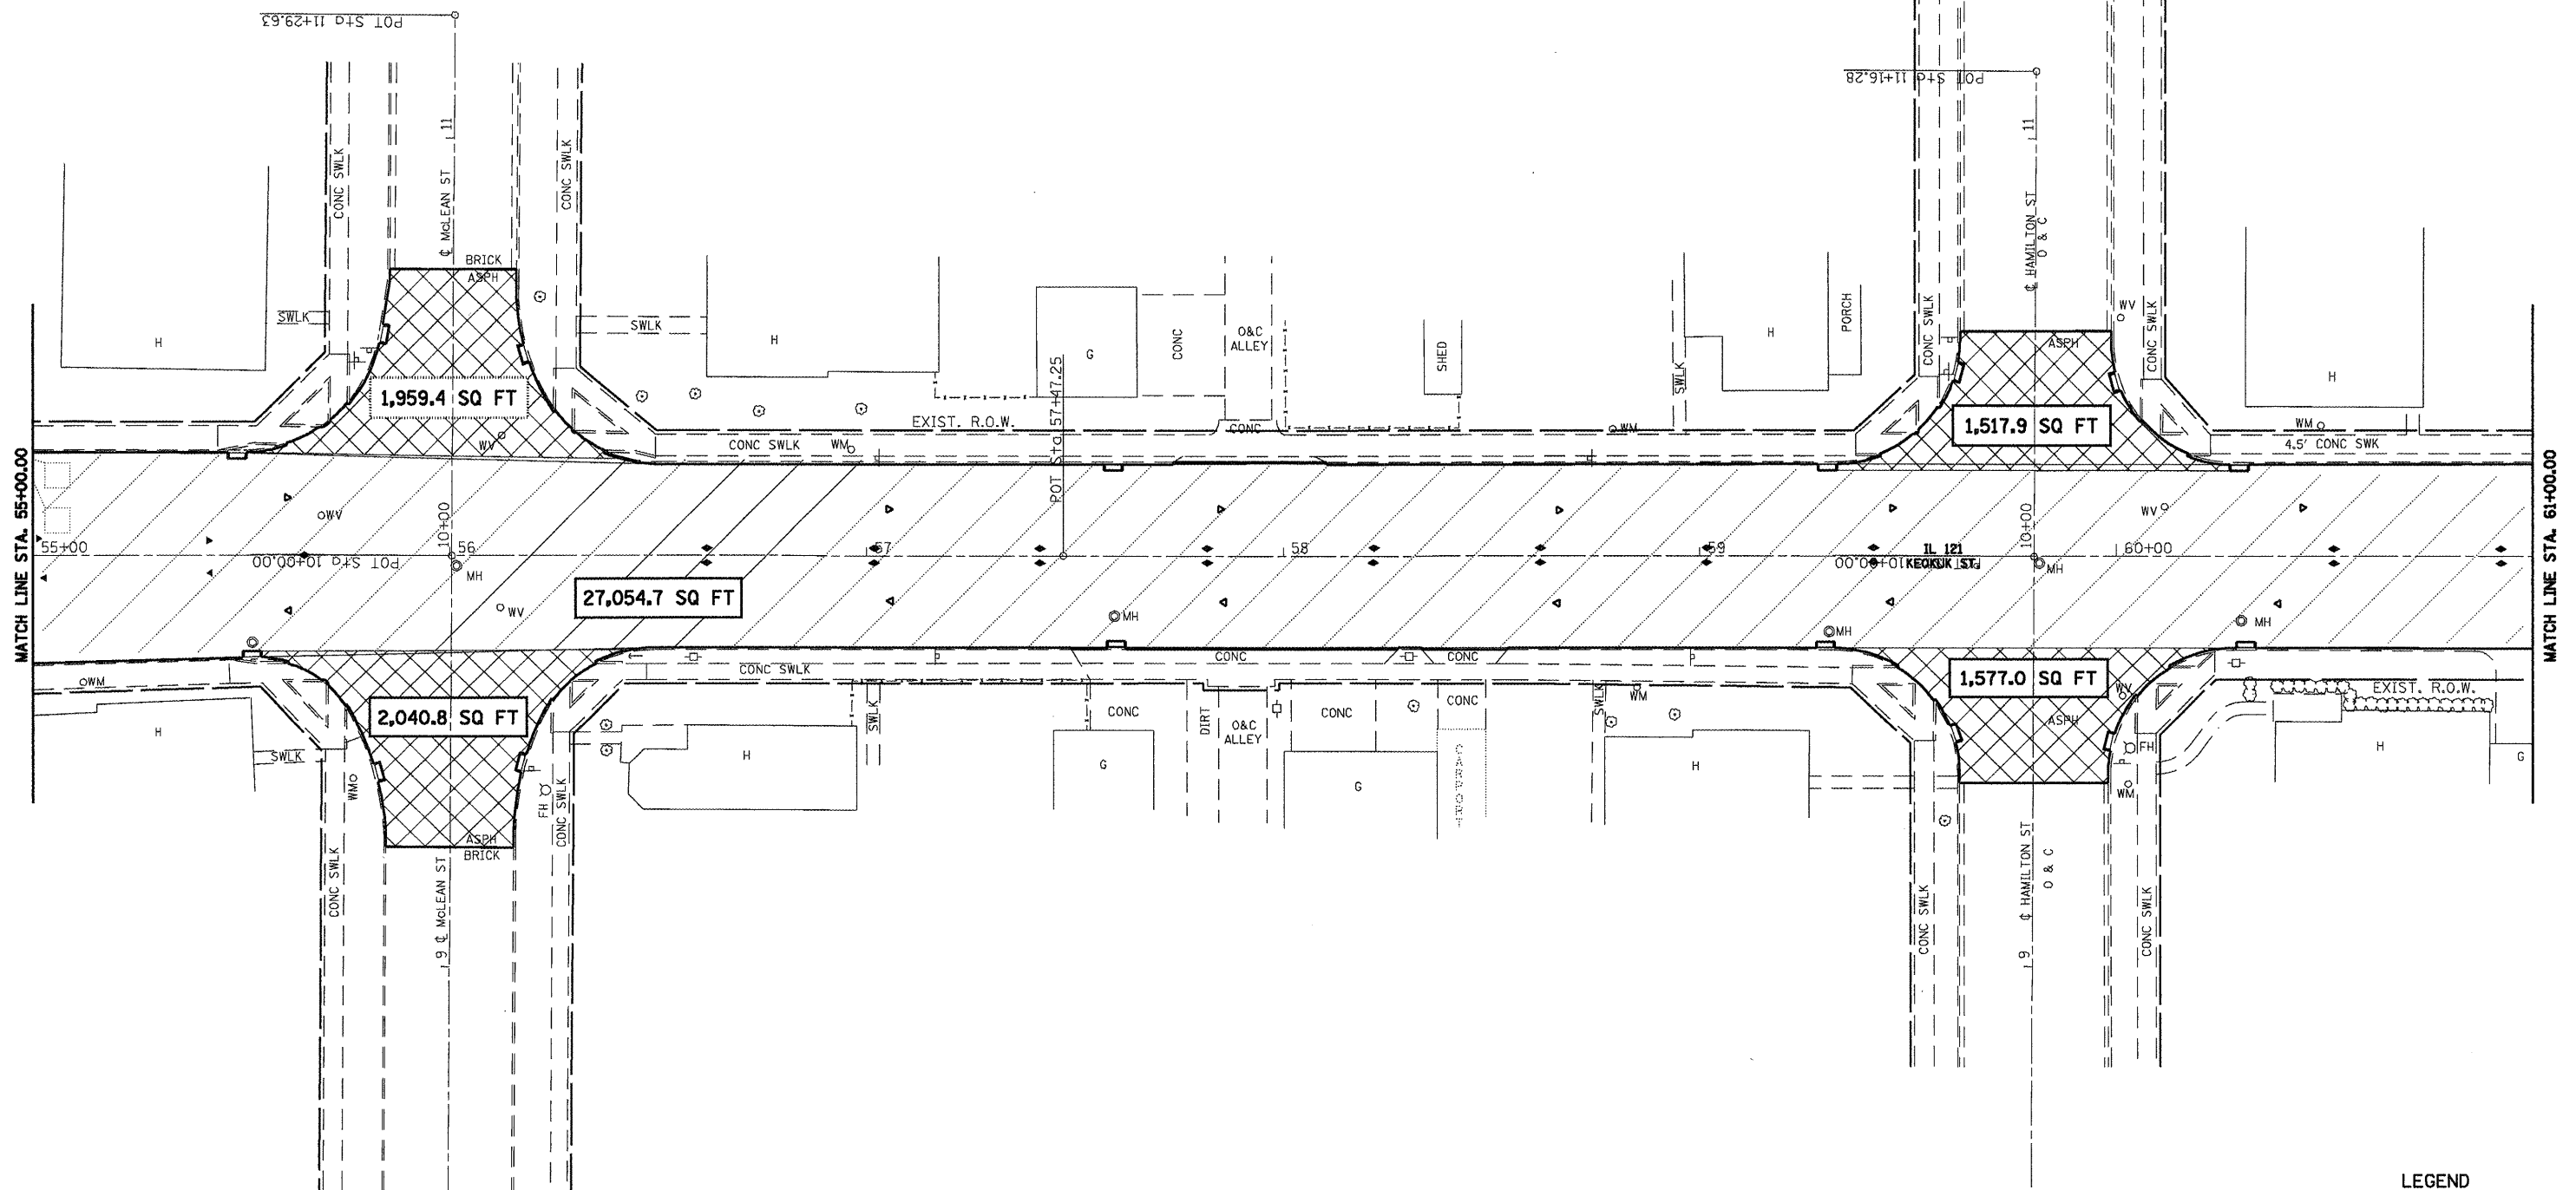 POT Sta 11+29.63
POT Sta 11+16.28
11
11
CONC SWLK
℄ McLEAN ST
CONC SWLK
℄ HAMILTON ST
O & C
BRICK
ASPH
SWLK
SWLK
H
H
G
CONC
O&C
ALLEY
SHED
SWLK
H
PORCH
CONC SWLK
ASPH
WV
CONC SWLK
H
1,959.4 SQ FT
1,517.9 SQ FT
WV
CONC SWLK
WM
EXIST. R.O.W.
POT Sta 57+47.25
CONC
WM
WM
4.5' CONC SWK
MATCH LINE STA. 55+00.00
MATCH LINE STA. 61+00.00
WV
10+00
10+00
WV
55+00
56
57
58
59
60+00
POT Sta 10+00.00
IL 121
KEOKUK ST.
MH
MH
27,054.7 SQ FT
WV
MH
MH
MH
WM
CONC SWLK
CONC
CONC
2,040.8 SQ FT
1,577.0 SQ FT
WV
EXIST. R.O.W.
H
SWLK
SWLK
CONC
DIRT
O&C
ALLEY
CONC
CONC
SWLK
WM
ASPH
FH
H
G
G
CARPORT
H
H
G
WM
FH
WM
ASPH
BRICK
CONC SWLK
℄ McLEAN ST
9
CONC SWLK
CONC SWLK
℄ HAMILTON ST
9
O & C
CONC SWLK
LEGEND